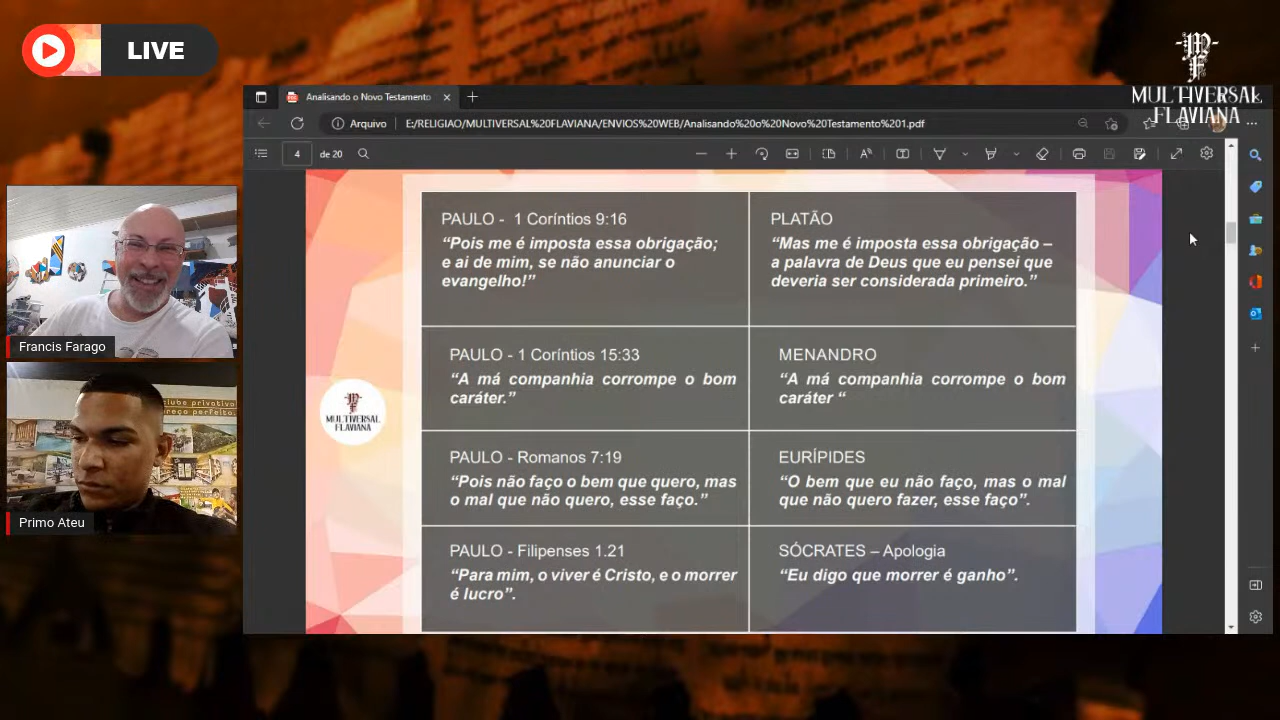 LIVE
MULTIVERSAL
FLAVIANA
Analisando o Novo Testamento
Arquivo
E:/RELIGIAO/MULTIVERSAL%20FLAVIANA/ENVIOS%20WEB/Analisando%20o%20Novo%20Testamento%201.pdf
4 de 20
PAULO - 1 Coríntios 9:16
“Pois me é imposta essa obrigação;
e ai de mim, se não anunciar o
evangelho!”
PLATÃO
“Mas me é imposta essa obrigação –
a palavra de Deus que eu pensei que
deveria ser considerada primeiro.”
PAULO - 1 Coríntios 15:33
“A má companhia corrompe o bom
caráter.”
MENANDRO
“A má companhia corrompe o bom
caráter “
PAULO - Romanos 7:19
“Pois não faço o bem que quero, mas
o mal que não quero, esse faço.”
EURÍPIDES
“O bem que eu não faço, mas o mal
que não quero fazer, esse faço”.
PAULO - Filipenses 1.21
“Para mim, o viver é Cristo, e o morrer
é lucro”.
SÓCRATES – Apologia
“Eu digo que morrer é ganho”.
MULTIVERSAL
FLAVIANA
Francis Farago
clube privativo
preço perfeito.
Primo Ateu